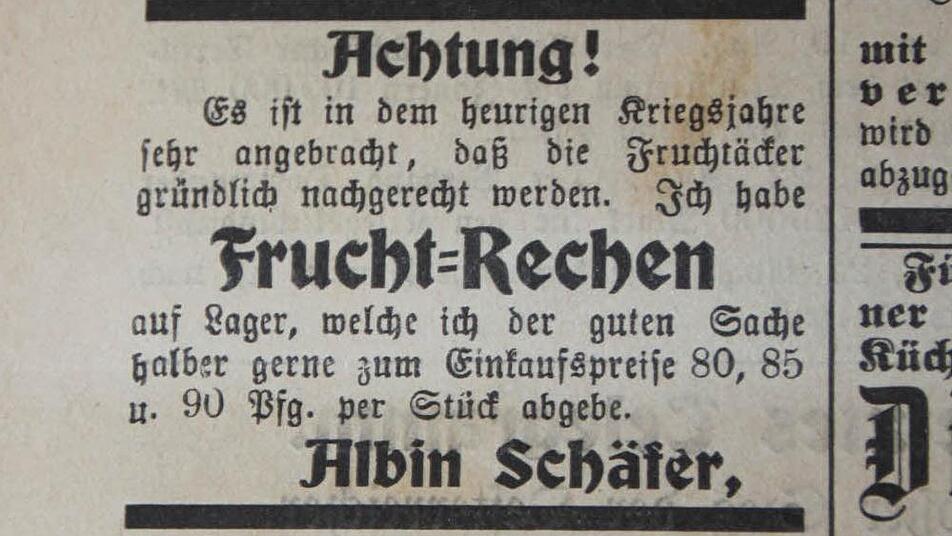 Achtung!
Es ist in dem heurigen Kriegsjahre
sehr angebracht, daß die Fruchtäcker
gründlich nachgerecht werden. Ich habe
Frucht=Rechen
auf Lager, welche ich der guten Sache
halber gerne zum Einkaufspreise 80, 85
u. 90 Pfg. per Stück abgebe.
Albin Schäfer,
mit
ver
wird
abzug
Fü
ner
Küch
D